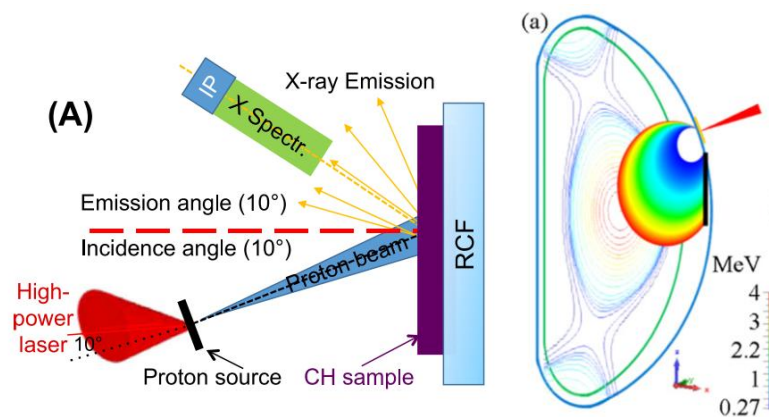 (A)
IP
X Spectr.
X-ray Emission
Emission angle (10°)
Incidence angle (10°)
Proton beam
RCF
High-
power
laser
10°
Proton source
CH sample
(a)
MeV
4
3
2.2
1
0.27
z
x